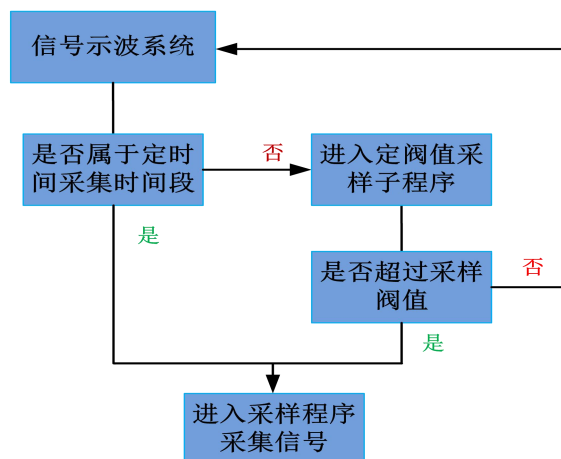 信号示波系统
是否属于定时
间采集时间段
否
进入定阀值采
样子程序
是
是否超过采样
阀值
否
是
进入采样程序
采集信号